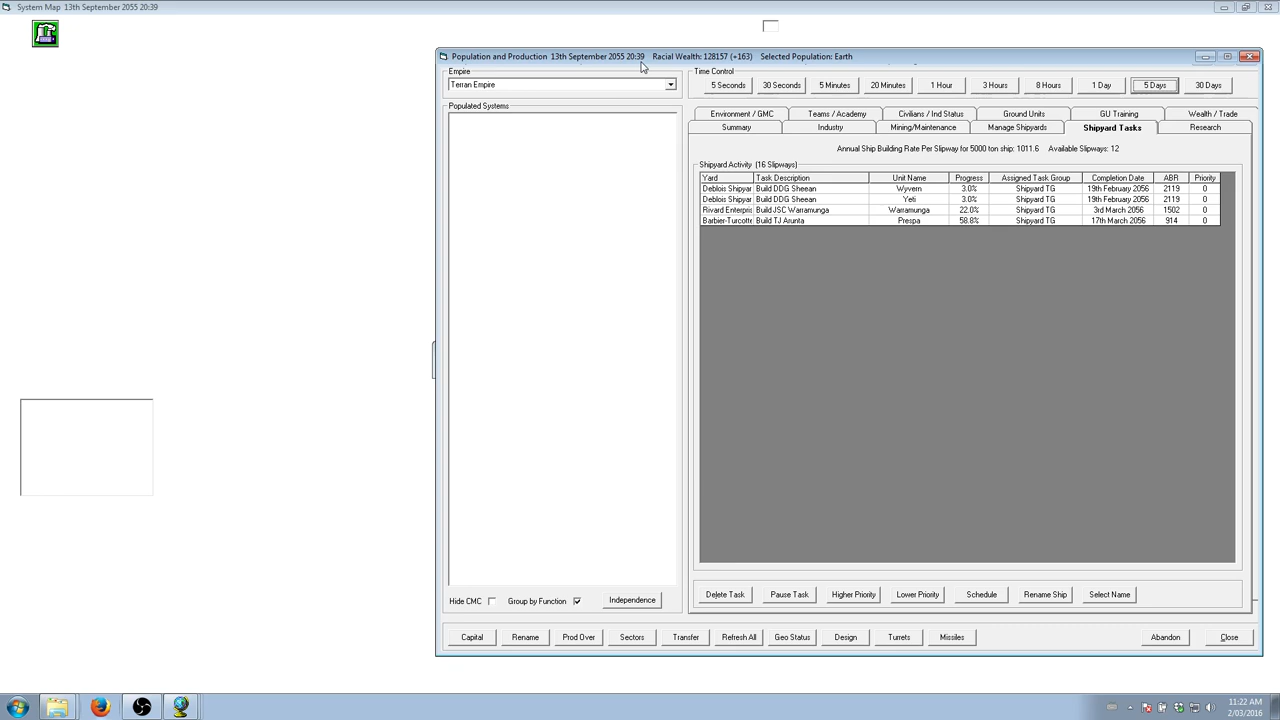 System Map 13th September 2055 20:39
Population and Production 13th September 2055 20:39 Racial Wealth: 128157 (+163) Selected Population: Earth
Empire
Terran Empire
Populated Systems
Time Control
5 Seconds 30 Seconds 5 Minutes 20 Minutes 1 Hour 3 Hours 8 Hours 1 Day 5 Days 30 Days
Environment / GMC Teams / Academy Civilians / Ind Status Ground Units GU Training Wealth / Trade
Summary Industry Mining/Maintenance Manage Shipyards Shipyard Tasks Research
Annual Ship Building Rate Per Slipway for 5000 ton ship: 1011.6 Available Slipways: 12
Shipyard Activity (16 Slipways)
Yard Task Description Unit Name Progress Assigned Task Group Completion Date ABR Priority
Deblois Shipyar Build DDG Sheean Wyvern 3.0% Shipyard TG 19th February 2056 2119 0
Deblois Shipyar Build DDG Sheean Yeti 3.0% Shipyard TG 19th February 2056 2119 0
Rivard Enterpris Build JSC Warramunga Warramunga 22.0% Shipyard TG 3rd March 2056 1502 0
Barbier-Turcotte Build TJ Arunta Prespa 58.8% Shipyard TG 17th March 2056 914 0
Delete Task Pause Task Higher Priority Lower Priority Schedule Rename Ship Select Name
Hide CMC Group by Function Independence
Capital Rename Prod Over Sectors Transfer Refresh All Geo Status Design Turrets Missiles Abandon Close
11:22 AM
2/03/2016